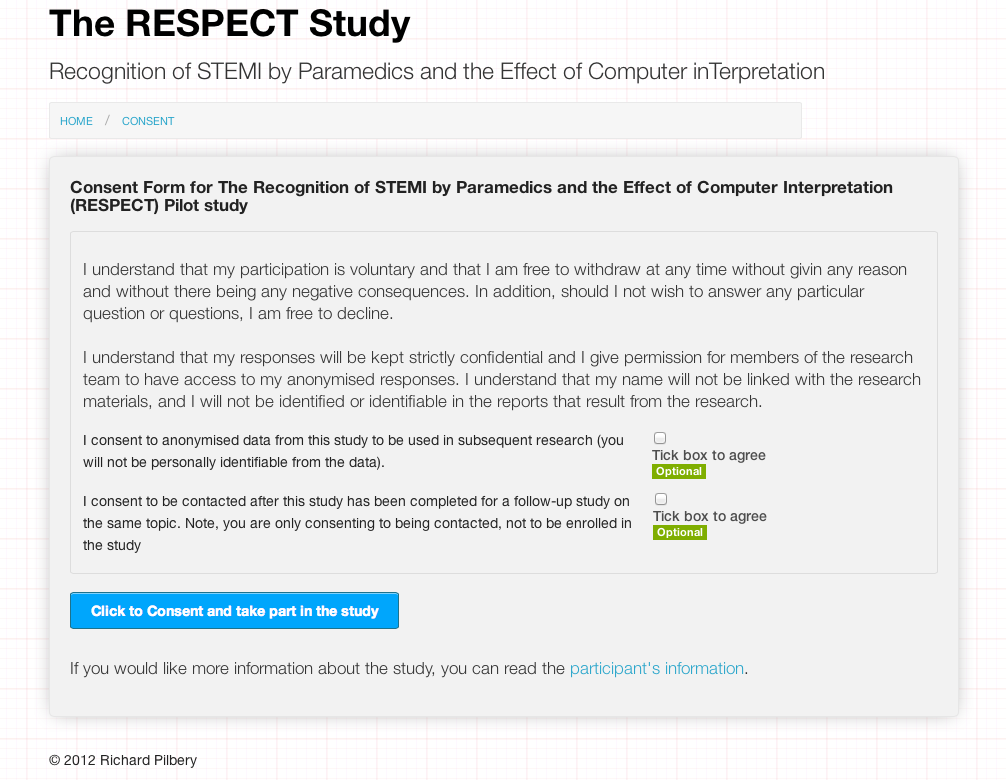 The RESPECT Study
Recognition of STEMI by Paramedics and the Effect of Computer inTerpretation
HOME / CONSENT
Consent Form for The Recognition of STEMI by Paramedics and the Effect of Computer Interpretation
(RESPECT) Pilot study
I understand that my participation is voluntary and that I am free to withdraw at any time without givin any reason
and without there being any negative consequences. In addition, should I not wish to answer any particular
question or questions, I am free to decline.
I understand that my responses will be kept strictly confidential and I give permission for members of the research
team to have access to my anonymised responses. I understand that my name will not be linked with the research
materials, and I will not be identified or identifiable in the reports that result from the research.
I consent to anonymised data from this study to be used in subsequent research (you
will not be personally identifiable from the data).
Tick box to agree
Optional
I consent to be contacted after this study has been completed for a follow-up study on
the same topic. Note, you are only consenting to being contacted, not to be enrolled in
the study
Tick box to agree
Optional
Click to Consent and take part in the study
If you would like more information about the study, you can read the participant's information.
© 2012 Richard Pilbery